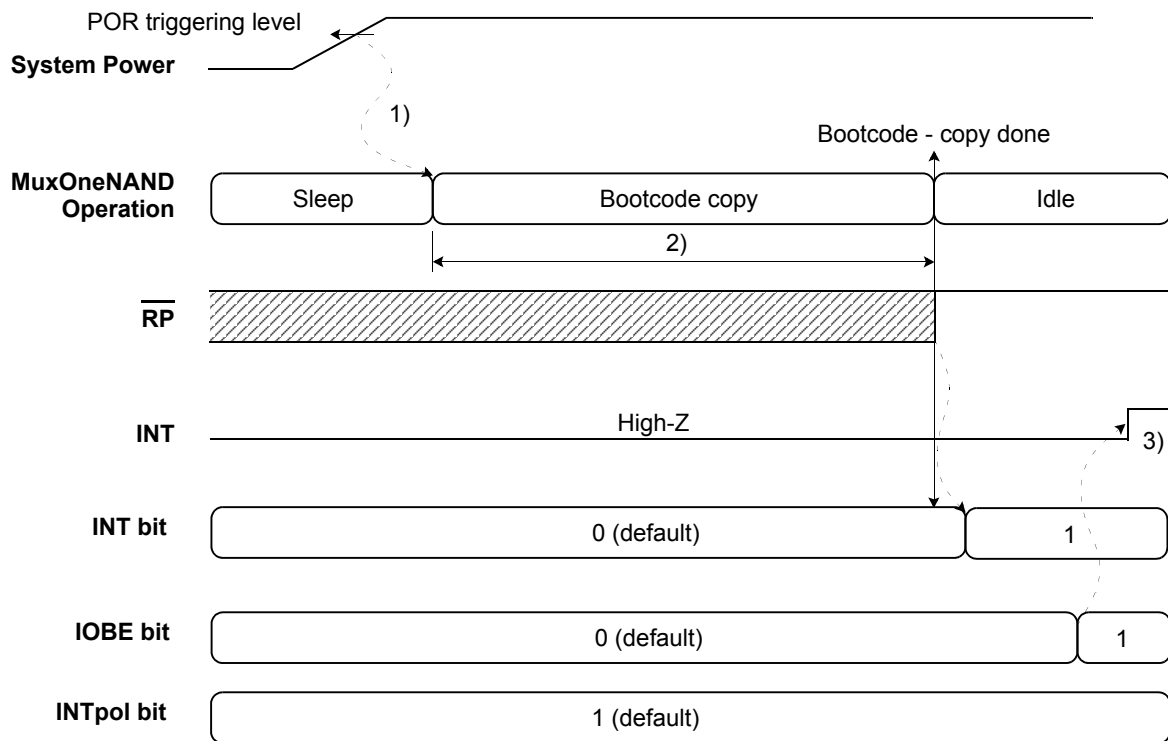 POR triggering level
System Power
1)
Bootcode - copy done
MuxOneNAND
Operation
Sleep
Bootcode copy
Idle
2)
RP
High-Z
INT
3)
INT bit
0 (default)
1
IOBE bit
0 (default)
1
INTpol bit
1 (default)